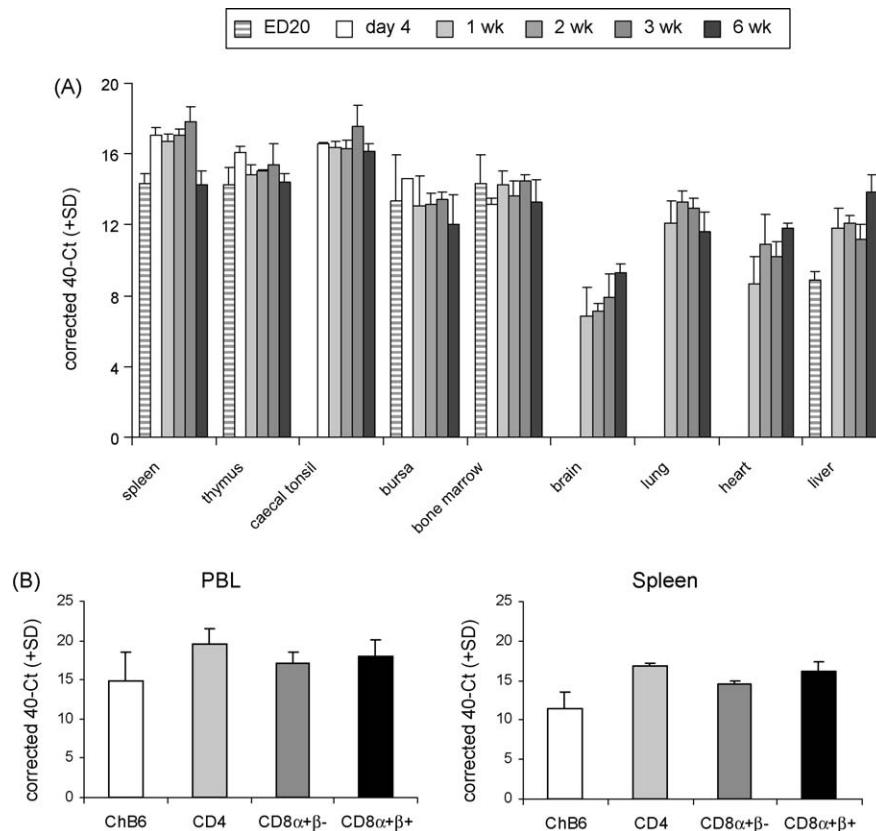 ED20 day 4 1 wk 2 wk 3 wk 6 wk
(A)
corrected 40-Ct (+SD)
20
16
12
8
4
0
spleen
thymus
caecal tonsil
bursa
bone marrow
brain
lung
heart
liver
(B)
PBL
corrected 40-Ct (+SD)
25
20
15
10
5
0
ChB6 CD4 CD8α+β- CD8α+β+
Spleen
corrected 40-Ct (+SD)
25
20
15
10
5
0
ChB6 CD4 CD8α+β- CD8α+β+